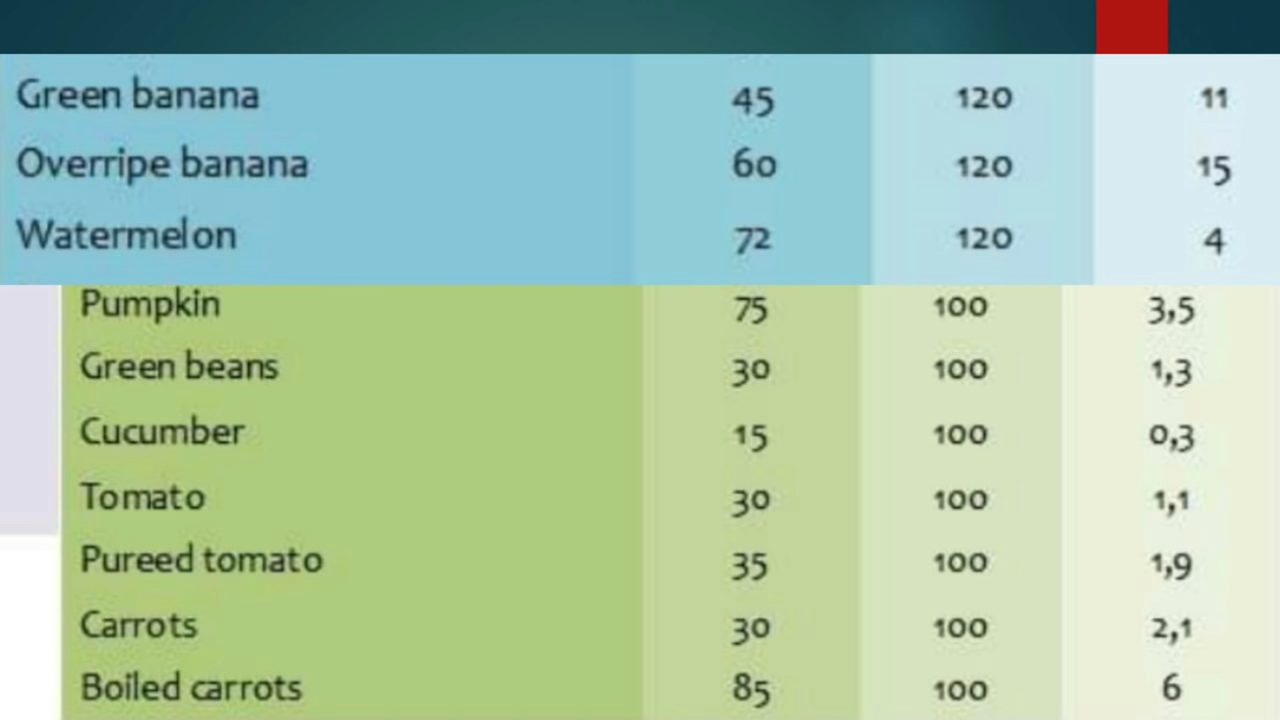 Green banana 45 120 11
Overripe banana 60 120 15
Watermelon 72 120 4
Pumpkin 75 100 3,5
Green beans 30 100 1,3
Cucumber 15 100 0,3
Tomato 30 100 1,1
Pureed tomato 35 100 1,9
Carrots 30 100 2,1
Boiled carrots 85 100 6